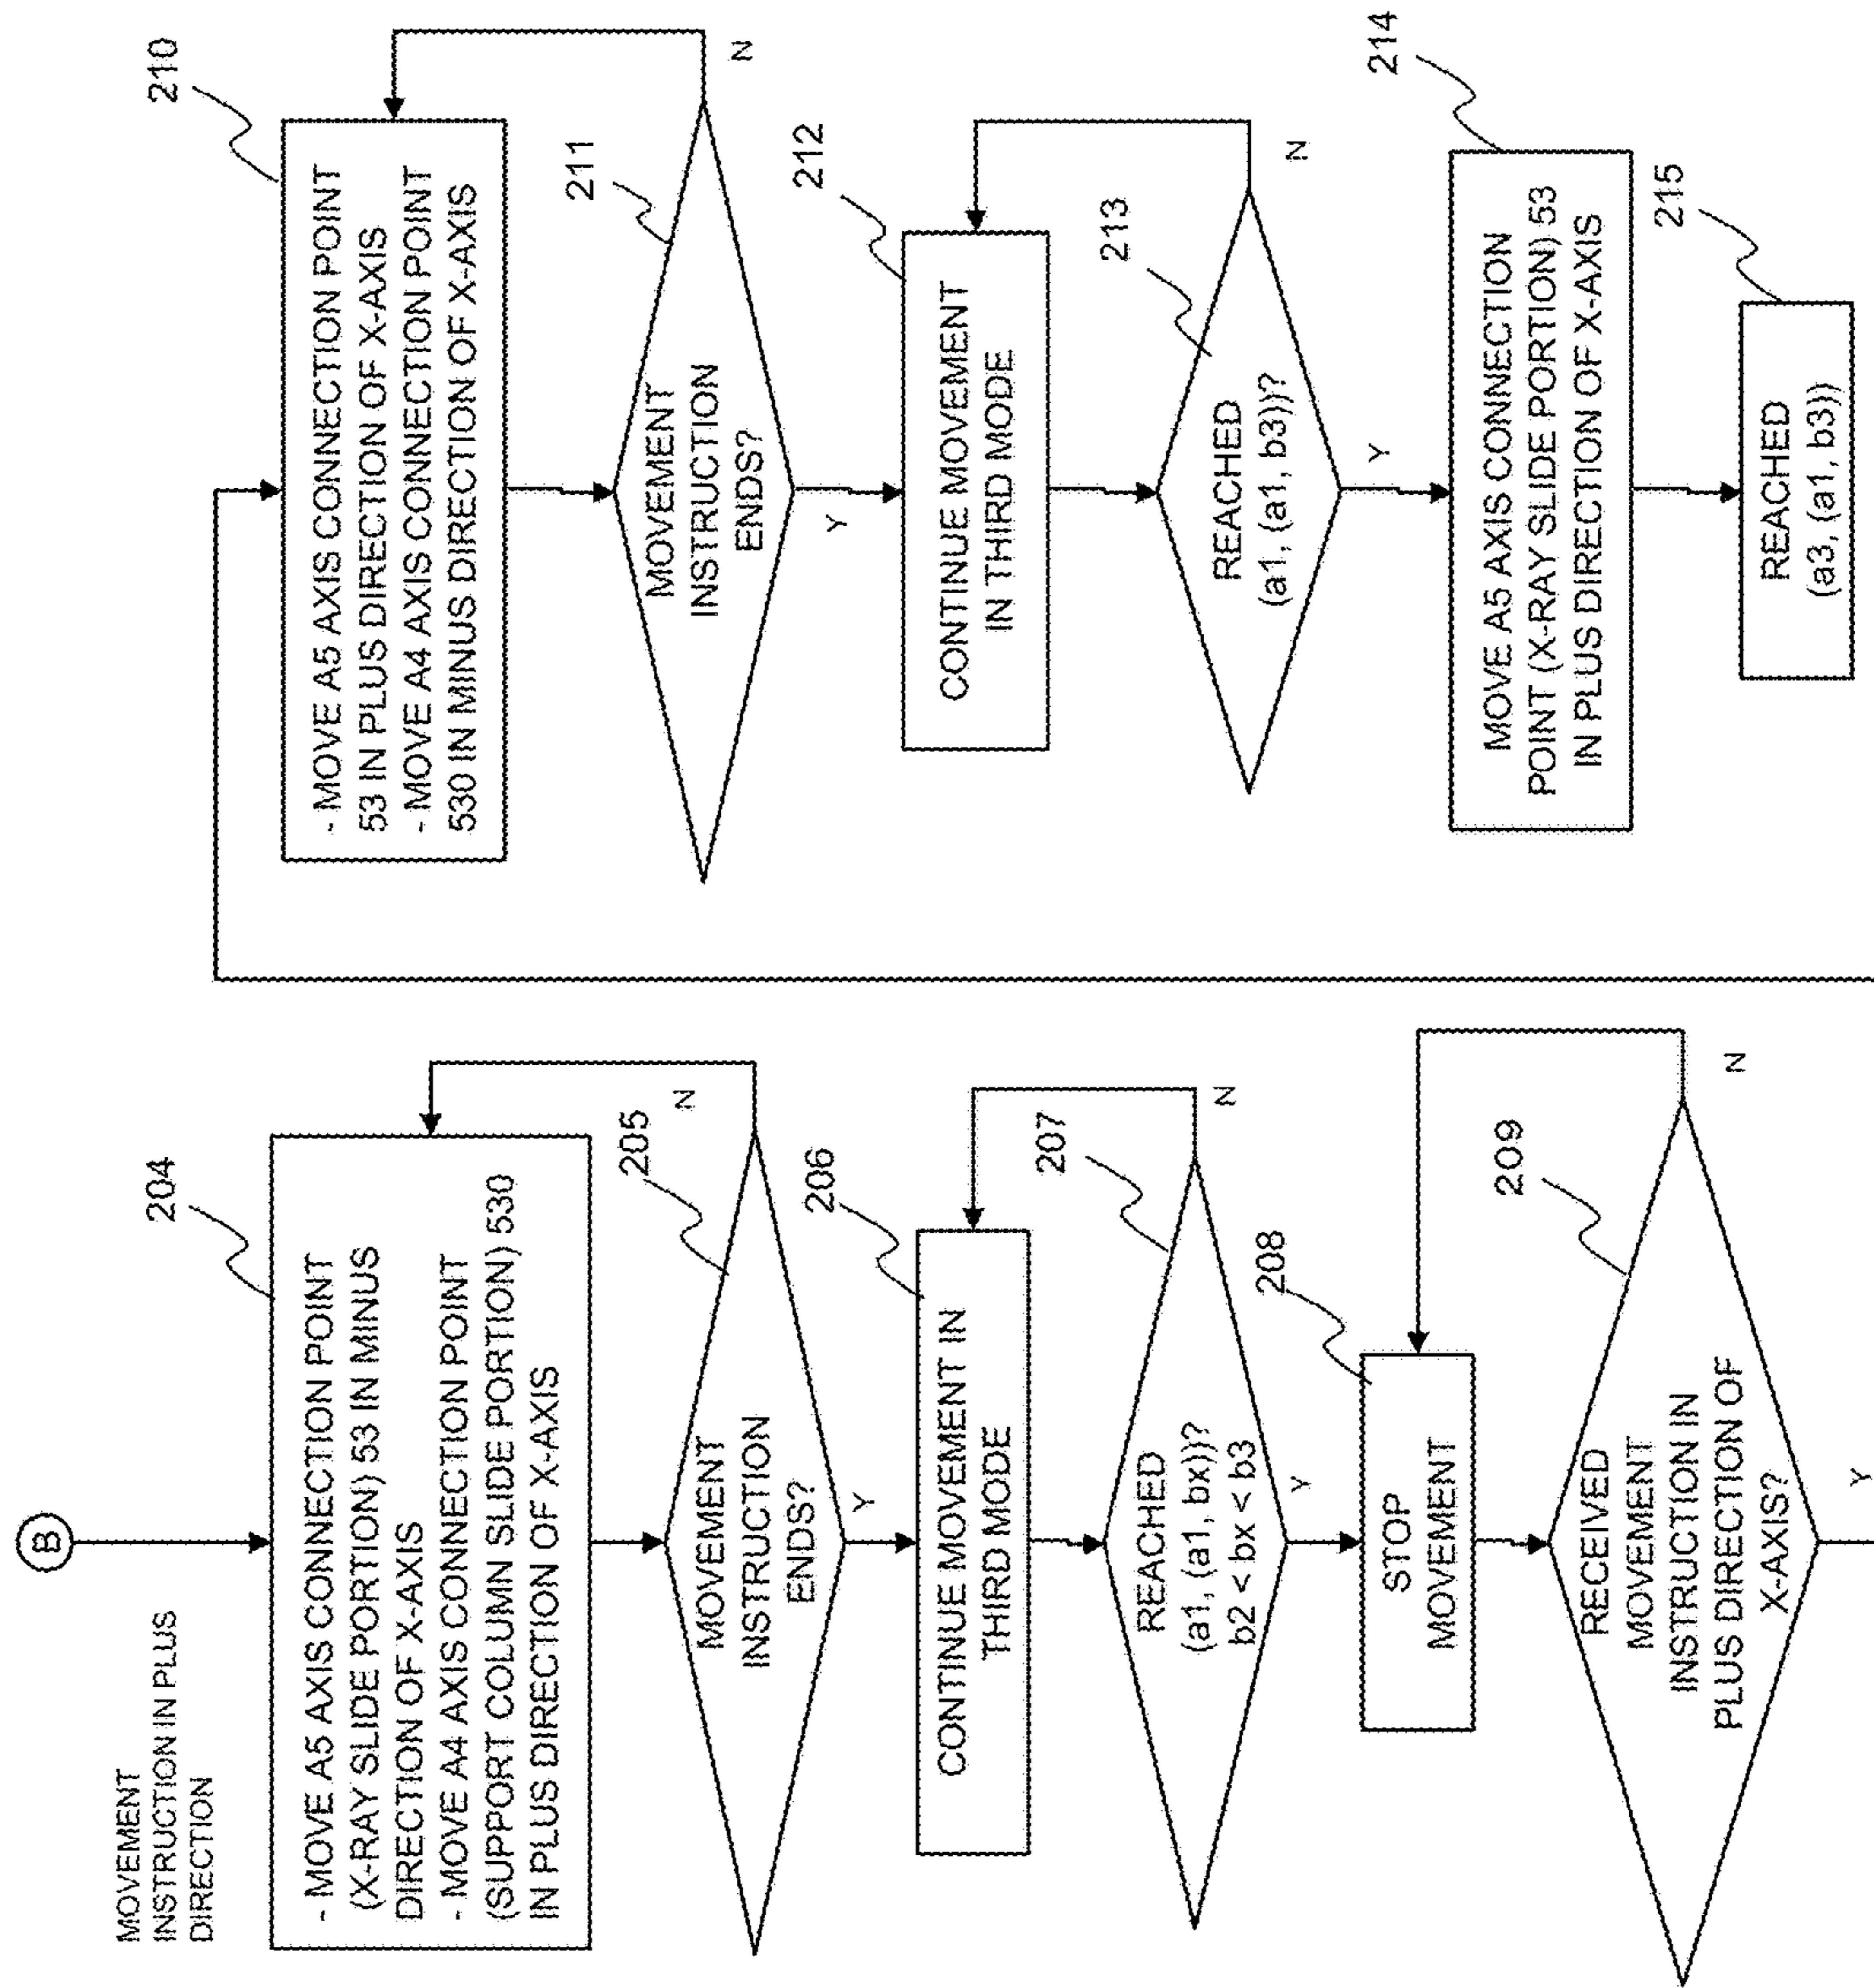 B
MOVEMENT
INSTRUCTION IN PLUS
DIRECTION
204
- MOVE A5 AXIS CONNECTION POINT
(X-RAY SLIDE PORTION) 53 IN MINUS
DIRECTION OF X-AXIS
- MOVE A4 AXIS CONNECTION POINT
(SUPPORT COLUMN SLIDE PORTION) 530
IN PLUS DIRECTION OF X-AXIS
205
MOVEMENT
INSTRUCTION
ENDS?
N
Y
206
CONTINUE MOVEMENT IN
THIRD MODE
207
REACHED
(a1, (a1, bx))?
b2 < bx < b3
N
Y
208
STOP
MOVEMENT
209
RECEIVED
MOVEMENT
INSTRUCTION IN
PLUS DIRECTION OF
X-AXIS?
N
Y
210
- MOVE A5 AXIS CONNECTION POINT
53 IN PLUS DIRECTION OF X-AXIS
- MOVE A4 AXIS CONNECTION POINT
530 IN MINUS DIRECTION OF X-AXIS
211
MOVEMENT
INSTRUCTION
ENDS?
N
Y
212
CONTINUE MOVEMENT
IN THIRD MODE
213
REACHED
(a1, (a1, b3))?
N
Y
214
MOVE A5 AXIS CONNECTION
POINT (X-RAY SLIDE PORTION) 53
IN PLUS DIRECTION OF X-AXIS
215
REACHED
(a3, (a1, b3))